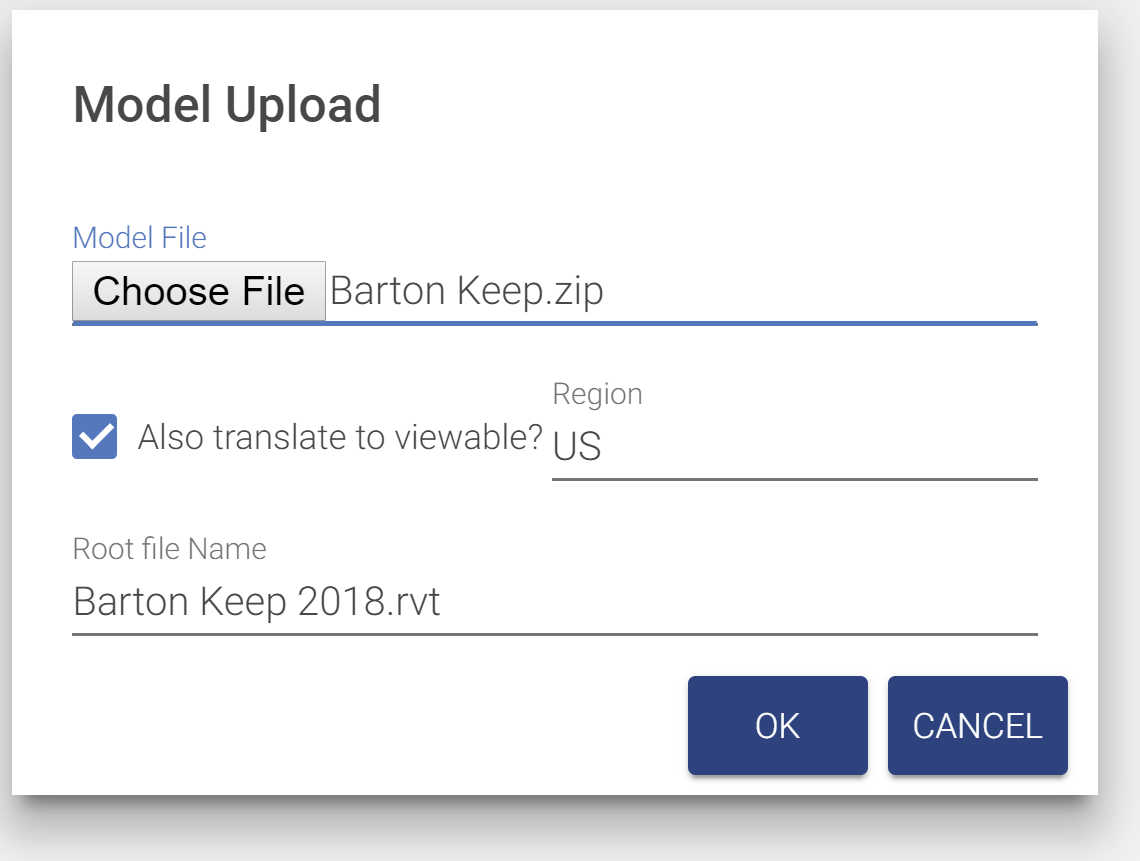 Model Upload
Model File
Choose File Barton Keep.zip
Region
Also translate to viewable? US
Root file Name
Barton Keep 2018.rvt
OK CANCEL